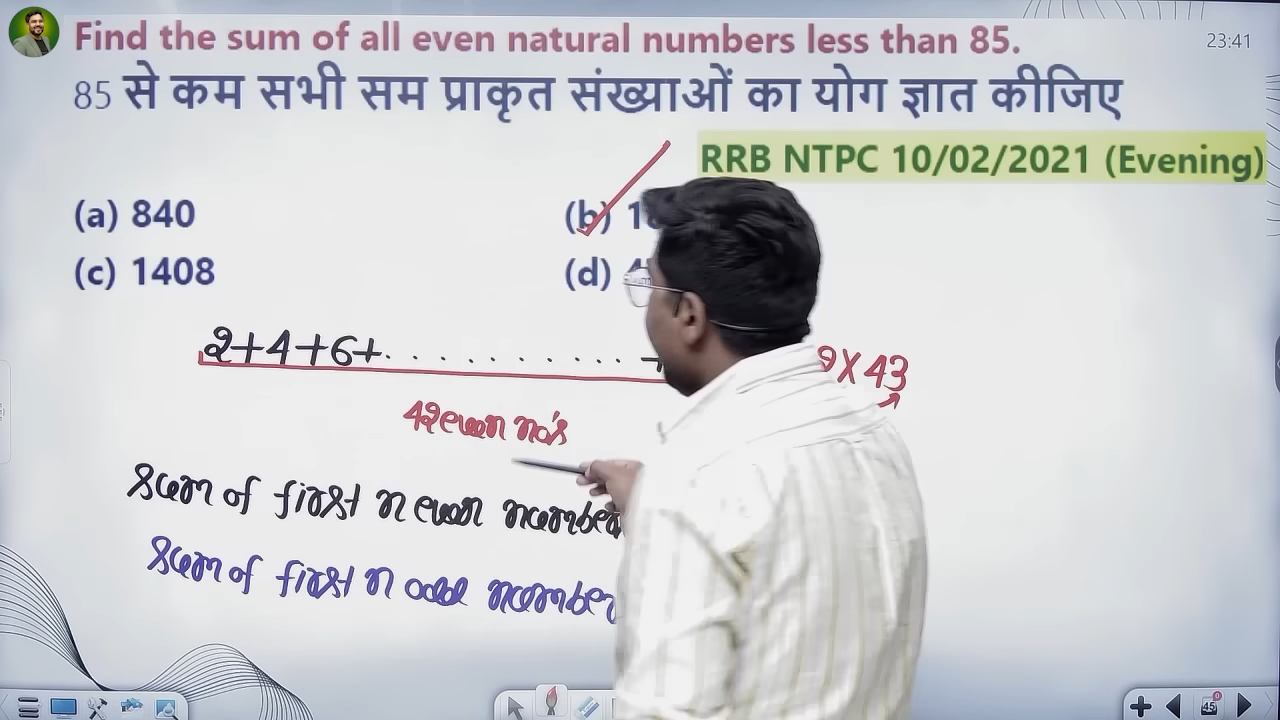 Find the sum of all even natural numbers less than 85.
23:41
85 से कम सभी सम प्राकृत संख्याओं का योग ज्ञात कीजिए
RRB NTPC 10/02/2021 (Evening)
(a) 840
(b)
(c) 1408
(d)
2+4+6+...........+
X 43
42 even no's
Sum of first n even number
Sum of first n odd number
45